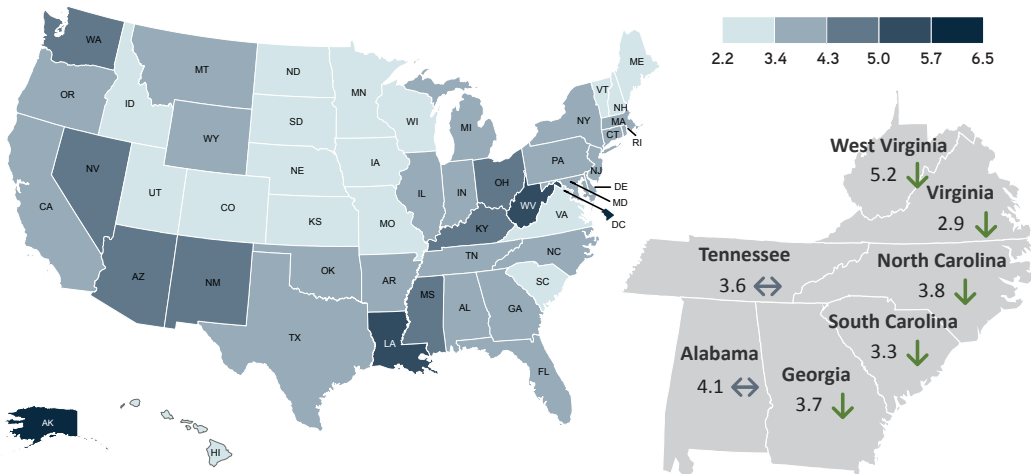 WA
OR
CA
ID
NV
MT
WY
UT
AZ
CO
NM
ND
SD
NE
KS
OK
TX
MN
IA
MO
AR
LA
WI
IL
MI
IN
OH
KY
TN
MS
AL
GA
FL
SC
NC
VA
WV
PA
NY
VT
NH
ME
MA
CT
RI
NJ
DE
MD
DC
AK
HI
2.2 3.4 4.3 5.0 5.7 6.5
West Virginia
5.2
Virginia
2.9
Tennessee
3.6
North Carolina
3.8
South Carolina
3.3
Alabama
4.1
Georgia
3.7